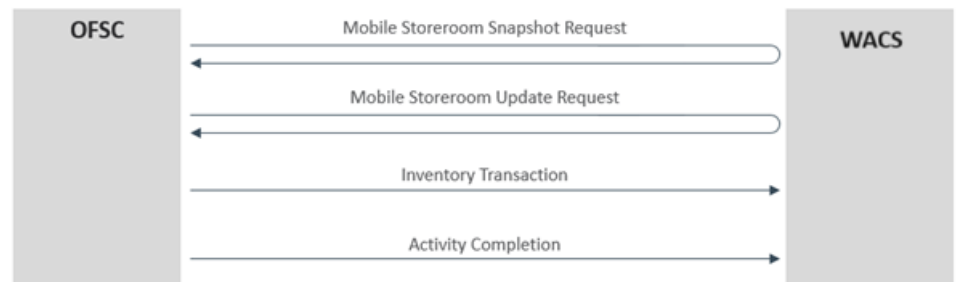 OFSC
Mobile Storeroom Snapshot Request
WACS
Mobile Storeroom Update Request
Inventory Transaction
Activity Completion